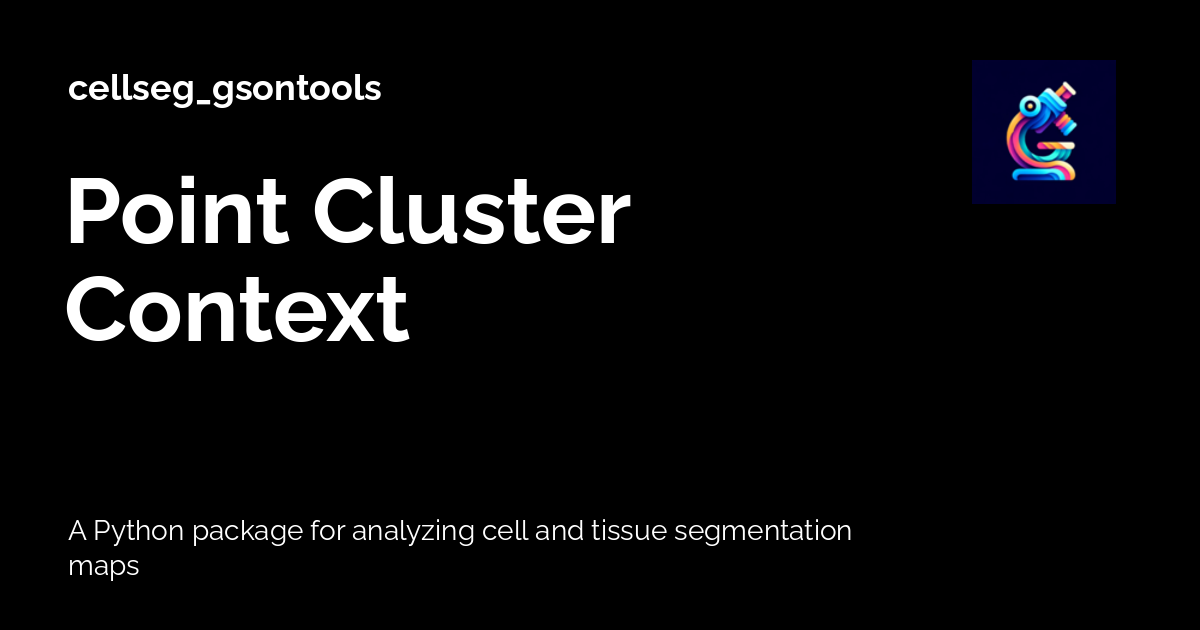 cellseg_gsontools
Point Cluster
Context
A Python package for analyzing cell and tissue segmentation
maps